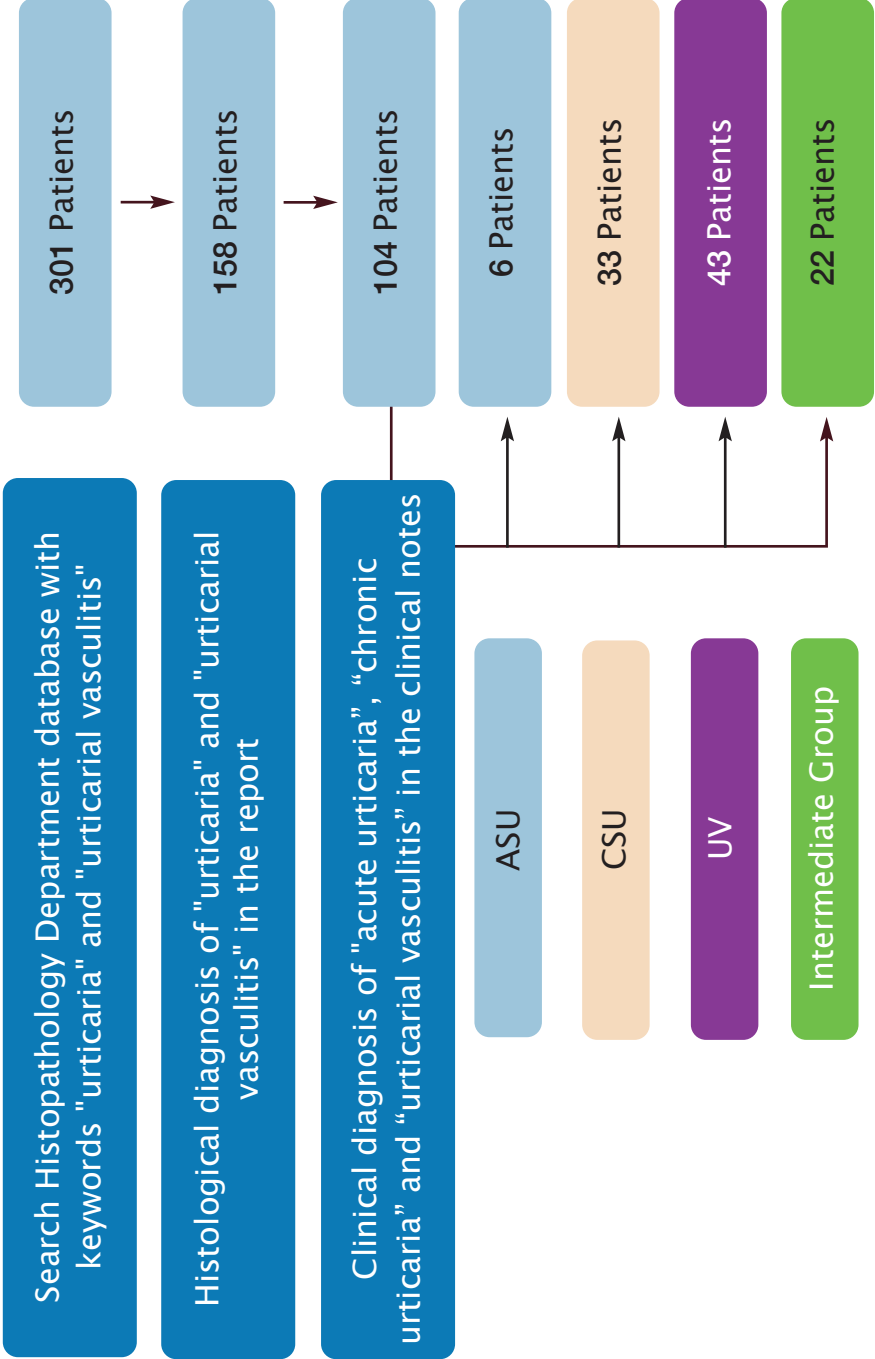 Search Histopathology Department database with
keywords "urticaria" and "urticarial vasculitis"
301 Patients
Histological diagnosis of "urticaria" and "urticarial
vasculitis" in the report
158 Patients
Clinical diagnosis of "acute urticaria”, “chronic
urticaria” and “urticarial vasculitis” in the clinical notes
104 Patients
ASU
6 Patients
CSU
33 Patients
UV
43 Patients
Intermediate Group
22 Patients